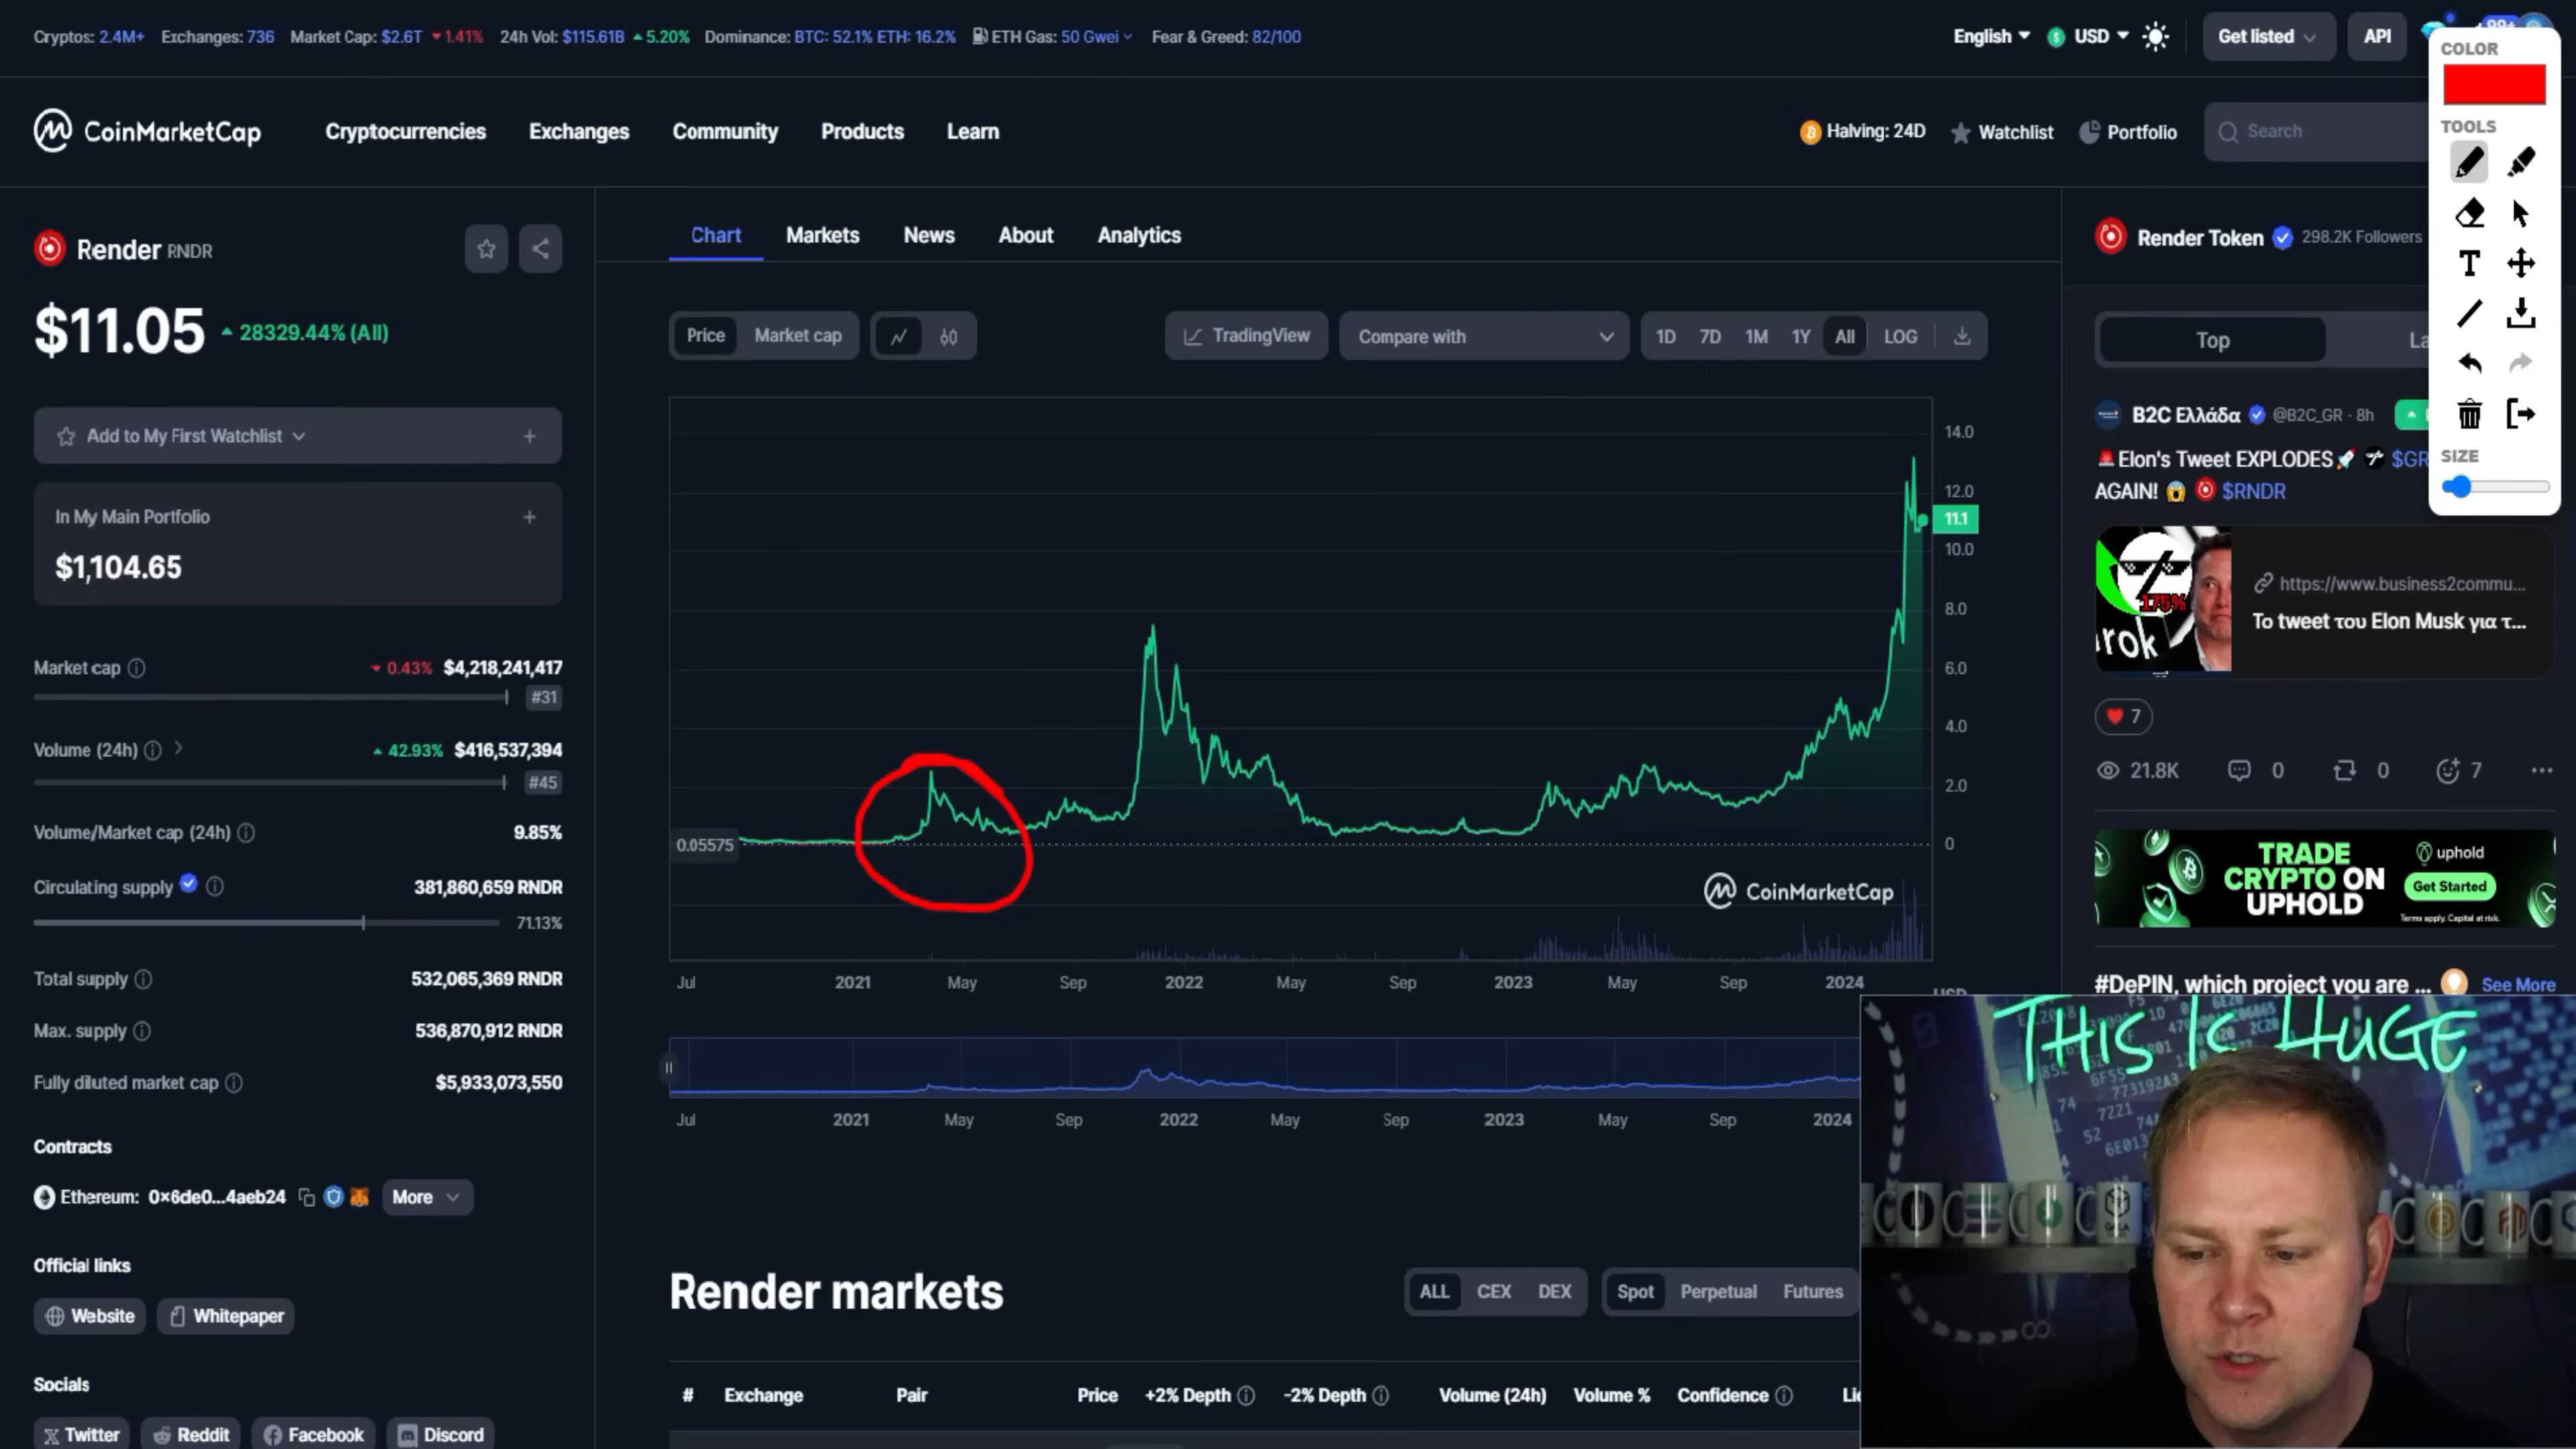 Cryptos: 2.4M+ Exchanges: 736 Market Cap: $2.6T 1.41% 24h Vol: $115.61B 5.20% Dominance: BTC: 52.1% ETH: 16.2% ETH Gas: 50 Gwei Fear & Greed: 82/100
English USD Get listed API 99+
CoinMarketCap Cryptocurrencies Exchanges Community Products Learn
Halving: 24D Watchlist Portfolio Search
Render RNDR
$11.05 28329.44% (All)
Add to My First Watchlist +
In My Main Portfolio +
$1,104.65
Market cap 0.43% $4,218,241,417
#31
Volume (24h) 42.93% $416,537,394
#45
Volume/Market cap (24h) 9.85%
Circulating supply 381,860,659 RNDR
71.13%
Total supply 532,065,369 RNDR
Max. supply 536,870,912 RNDR
Fully diluted market cap $5,933,073,550
Contracts
Ethereum: 0x6de0...4aeb24 More
Official links
Website Whitepaper
Socials
Twitter Reddit Facebook Discord
Chart Markets News About Analytics
Price Market cap TradingView Compare with 1D 7D 1M 1Y All LOG
14.0
12.0
11.1
10.0
8.0
6.0
4.0
2.0
0.05575 0
CoinMarketCap
Jul 2021 May Sep 2022 May Sep 2023 May Sep 2024
USD
Jul 2021 May Sep 2022 May Sep 2023 May Sep 2024
Render markets
ALL CEX DEX Spot Perpetual Futures
# Exchange Pair Price +2% Depth -2% Depth Volume (24h) Volume % Confidence
Render Token 298.2K Followers
Top
B2C Ελλάδα @B2C_GR · 8h
Elon's Tweet EXPLODES
AGAIN! $RNDR
175%
rok
https://www.business2commu...
Το tweet του Elon Musk για τ...
7
21.8K 0 0 7
TRADE
CRYPTO ON
UPHOLD
uphold
Get Started
Terms apply. Capital at risk.
#DePIN, which project you are ... See More
COLOR
TOOLS
T
SIZE
THIS IS HUGE